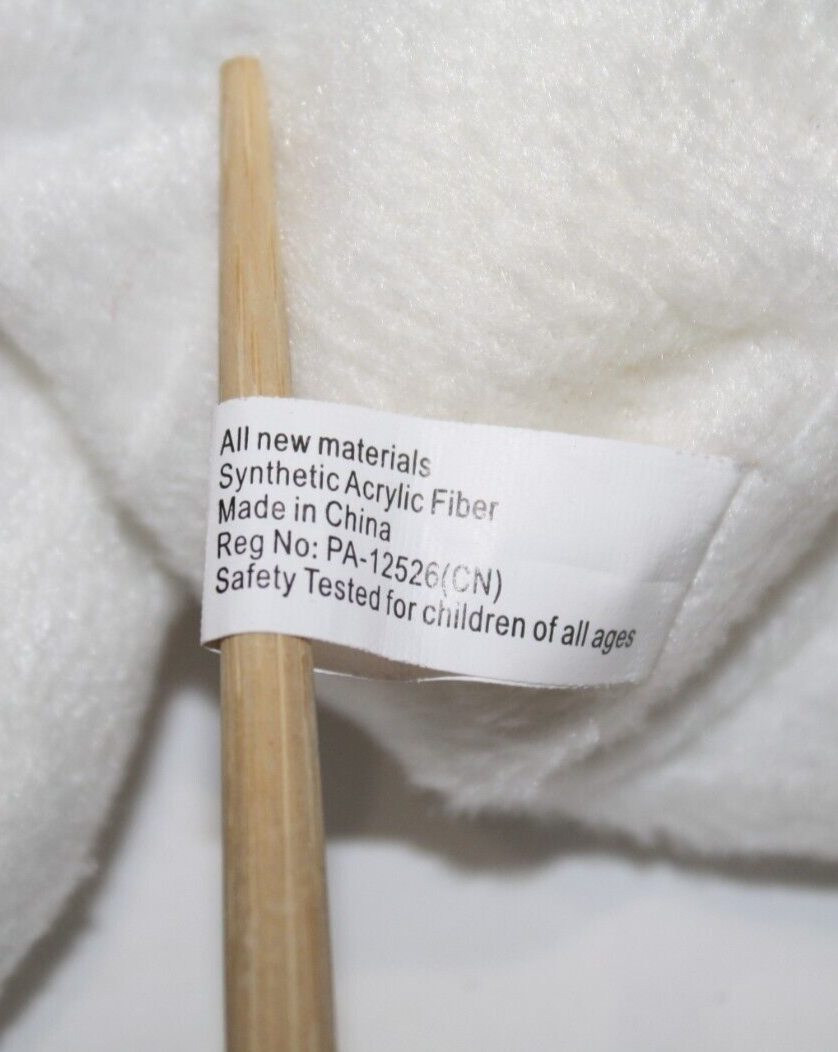 All new materials
Synthetic Acrylic Fiber
Made in China
Reg No: PA-12526(CN)
Safety Tested for children of all ages